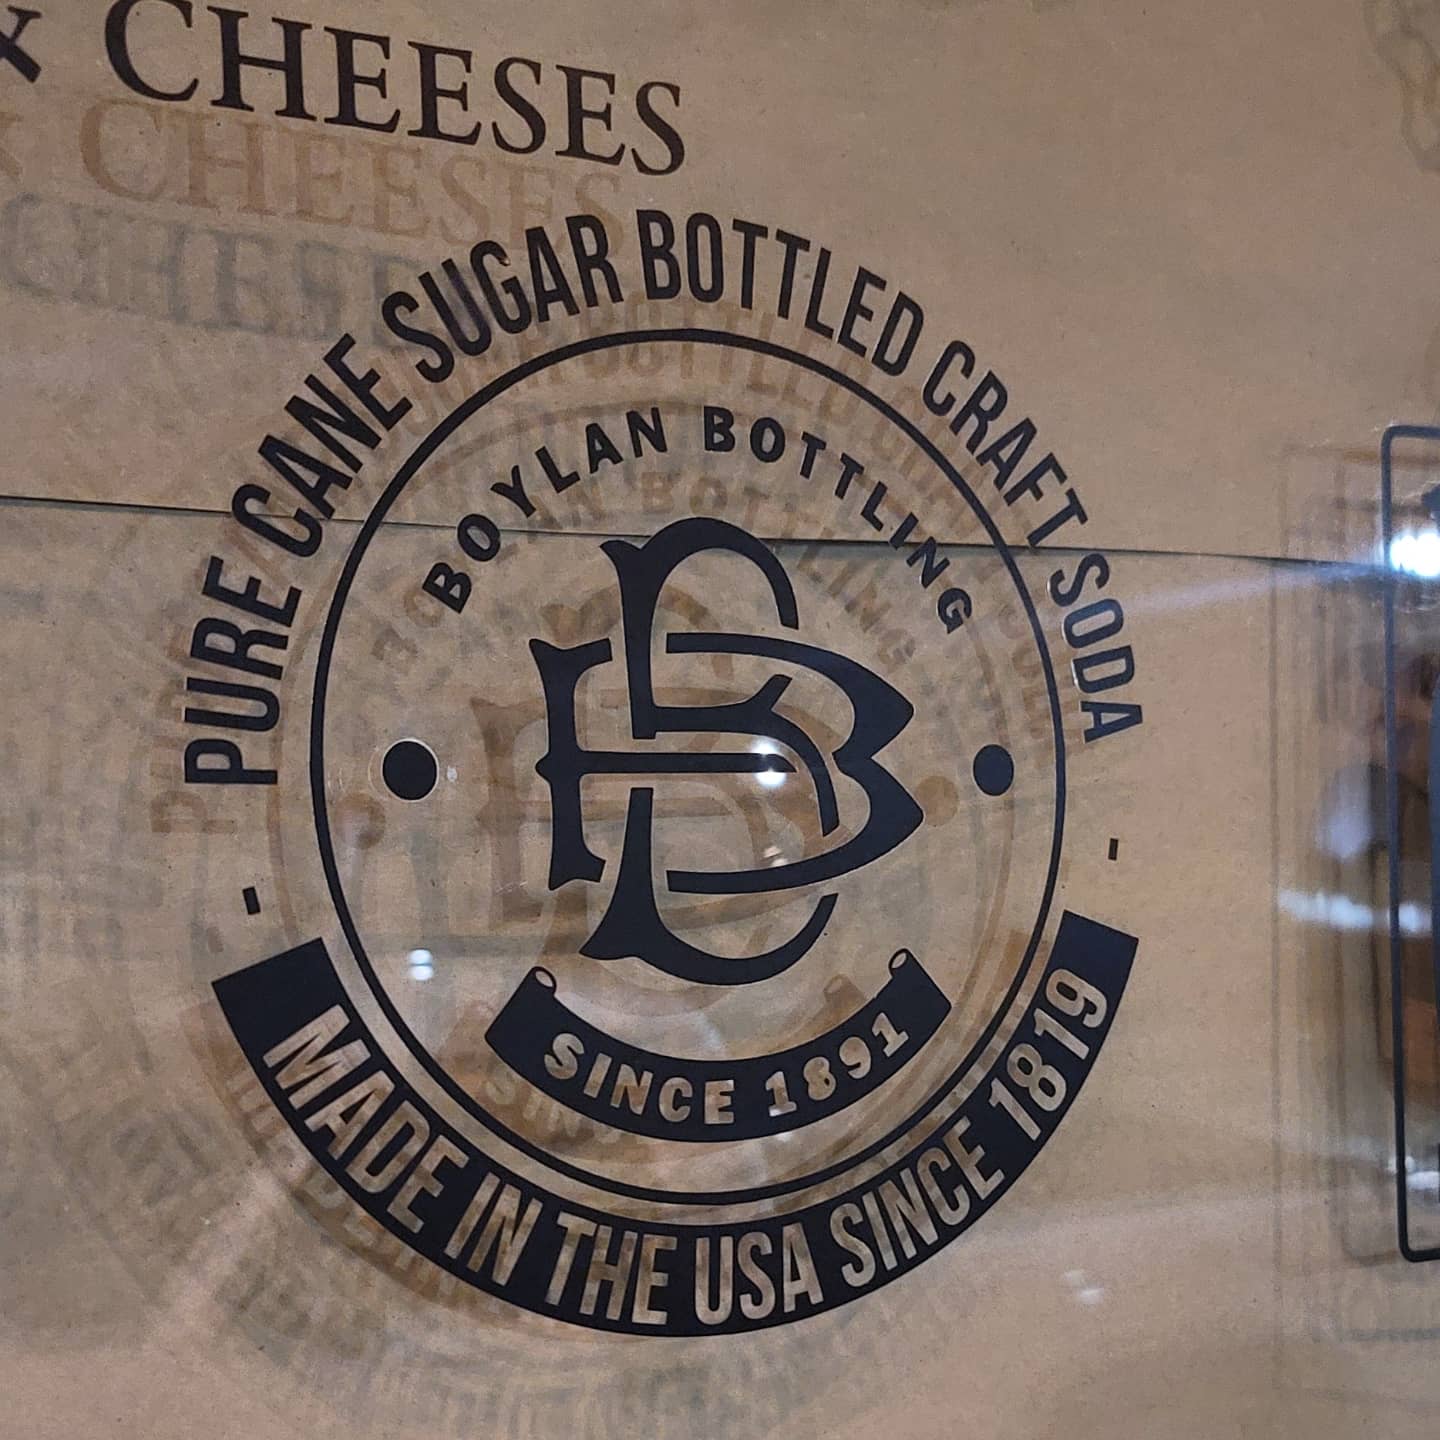 & CHEESES
PURE CANE SUGAR BOTTLED CRAFT SODA
BOYLAN BOTTLING
BB
SINCE 1891
- MADE IN THE USA SINCE 1819 -